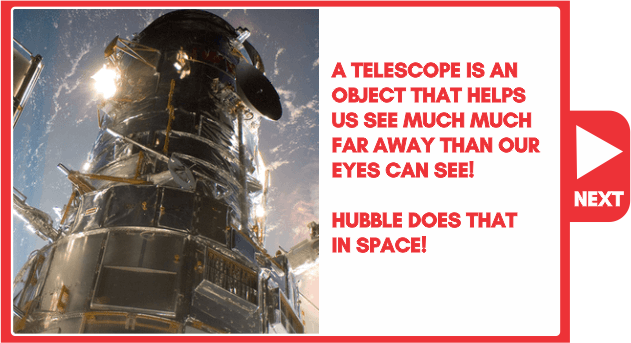 A TELESCOPE IS AN
OBJECT THAT HELPS
US SEE MUCH MUCH
FAR AWAY THAN OUR
EYES CAN SEE!
HUBBLE DOES THAT
IN SPACE!
NEXT